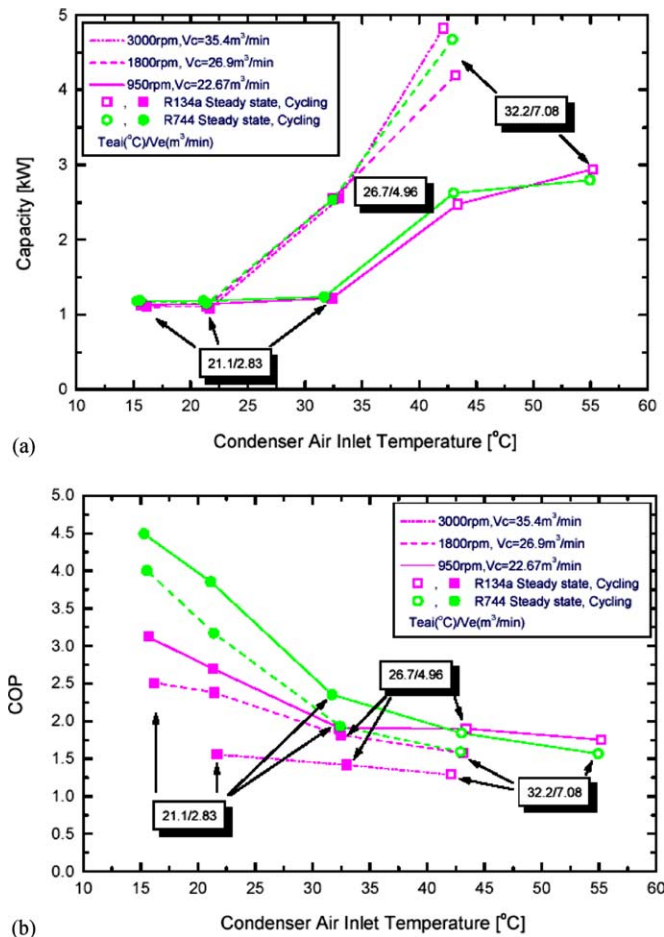 5
4
3
2
1
0
Capacity [kW]
3000rpm,Vc=35.4m³/min
1800rpm,Vc=26.9m³/min
950rpm,Vc=22.67m³/min
, R134a Steady state, Cycling
, R744 Steady state, Cycling
Teai(°C)/Ve(m³/min)
32.2/7.08
26.7/4.96
21.1/2.83
10 15 20 25 30 35 40 45 50 55 60
Condenser Air Inlet Temperature [°C]
(a)
5.0
4.5
4.0
3.5
3.0
2.5
2.0
1.5
1.0
0.5
0.0
COP
3000rpm,Vc=35.4m³/min
1800rpm,Vc=26.9m³/min
950rpm,Vc=22.67m³/min
, R134a Steady state, Cycling
, R744 Steady state, Cycling
Teai(°C)/Ve(m³/min)
26.7/4.96
21.1/2.83
32.2/7.08
10 15 20 25 30 35 40 45 50 55 60
Condenser Air Inlet Temperature [°C]
(b)